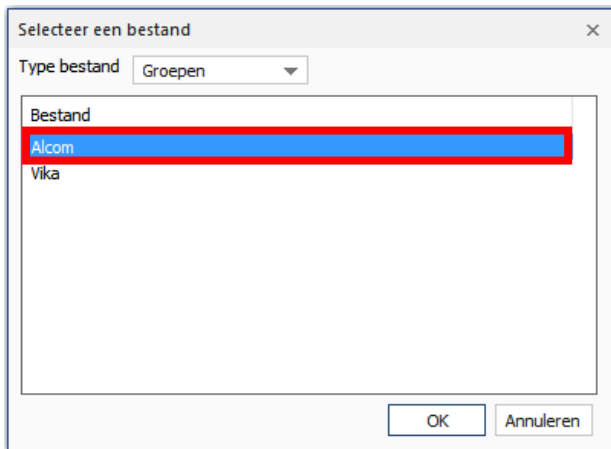 Selecteer een bestand
Type bestand Groepen
Bestand
Alcom
Vika
OK Annuleren